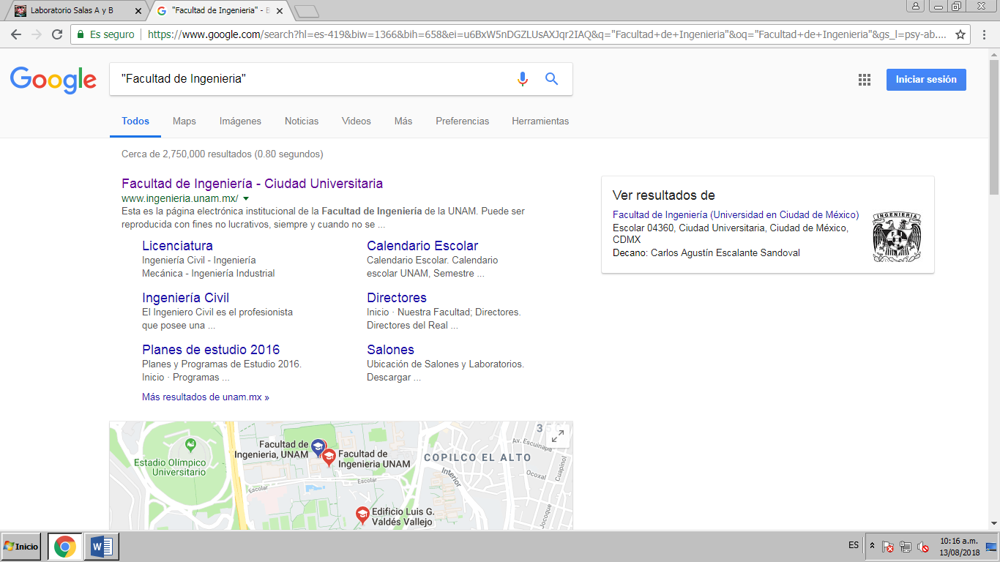 Laboratorio Salas A y B
"Facultad de Ingenieria" - B
Es seguro
https://www.google.com/search?hl=es-419&biw=1366&bih=658&ei=u6BxW5nDGZLUsAXJqr2IAQ&q="Facultad+de+Ingenieria"&oq="Facultad+de+Ingenieria"&gs_l=psy-ab....
Google
"Facultad de Ingenieria"
Iniciar sesión
Todos Maps Imágenes Noticias Videos Más Preferencias Herramientas
Cerca de 2,750,000 resultados (0.80 segundos)
Facultad de Ingeniería - Ciudad Universitaria
www.ingenieria.unam.mx/
Esta es la página electrónica institucional de la Facultad de Ingeniería de la UNAM. Puede ser
reproducida con fines no lucrativos, siempre y cuando no se ...
Licenciatura
Ingeniería Civil - Ingeniería
Mecánica - Ingeniería Industrial
Calendario Escolar
Calendario Escolar. Calendario
escolar UNAM, Semestre ...
Ingeniería Civil
El Ingeniero Civil es el profesionista
que posee una ...
Directores
Inicio · Nuestra Facultad; Directores.
Directores del Real ...
Planes de estudio 2016
Planes y Programas de Estudio 2016.
Inicio · Programas ...
Salones
Ubicación de Salones y Laboratorios.
Descargar ...
Más resultados de unam.mx »
Ver resultados de
Facultad de Ingeniería (Universidad en Ciudad de México)
Escolar 04360, Ciudad Universitaria, Ciudad de México,
CDMX
Decano: Carlos Agustín Escalante Sandoval
INGENIERIA
Estadio Olímpico
Universitario
Facultad de
Ingenieria, UNAM
Facultad de
Ingenieria UNAM
COPILCO EL ALTO
Av. Escuinapa
Cuapinol
Ocoxal
Interior
Escolar
Escolar
Jocoque
Edificio Luis G.
Valdés Vallejo
Inicio
ES
10:16 a.m.
13/08/2018